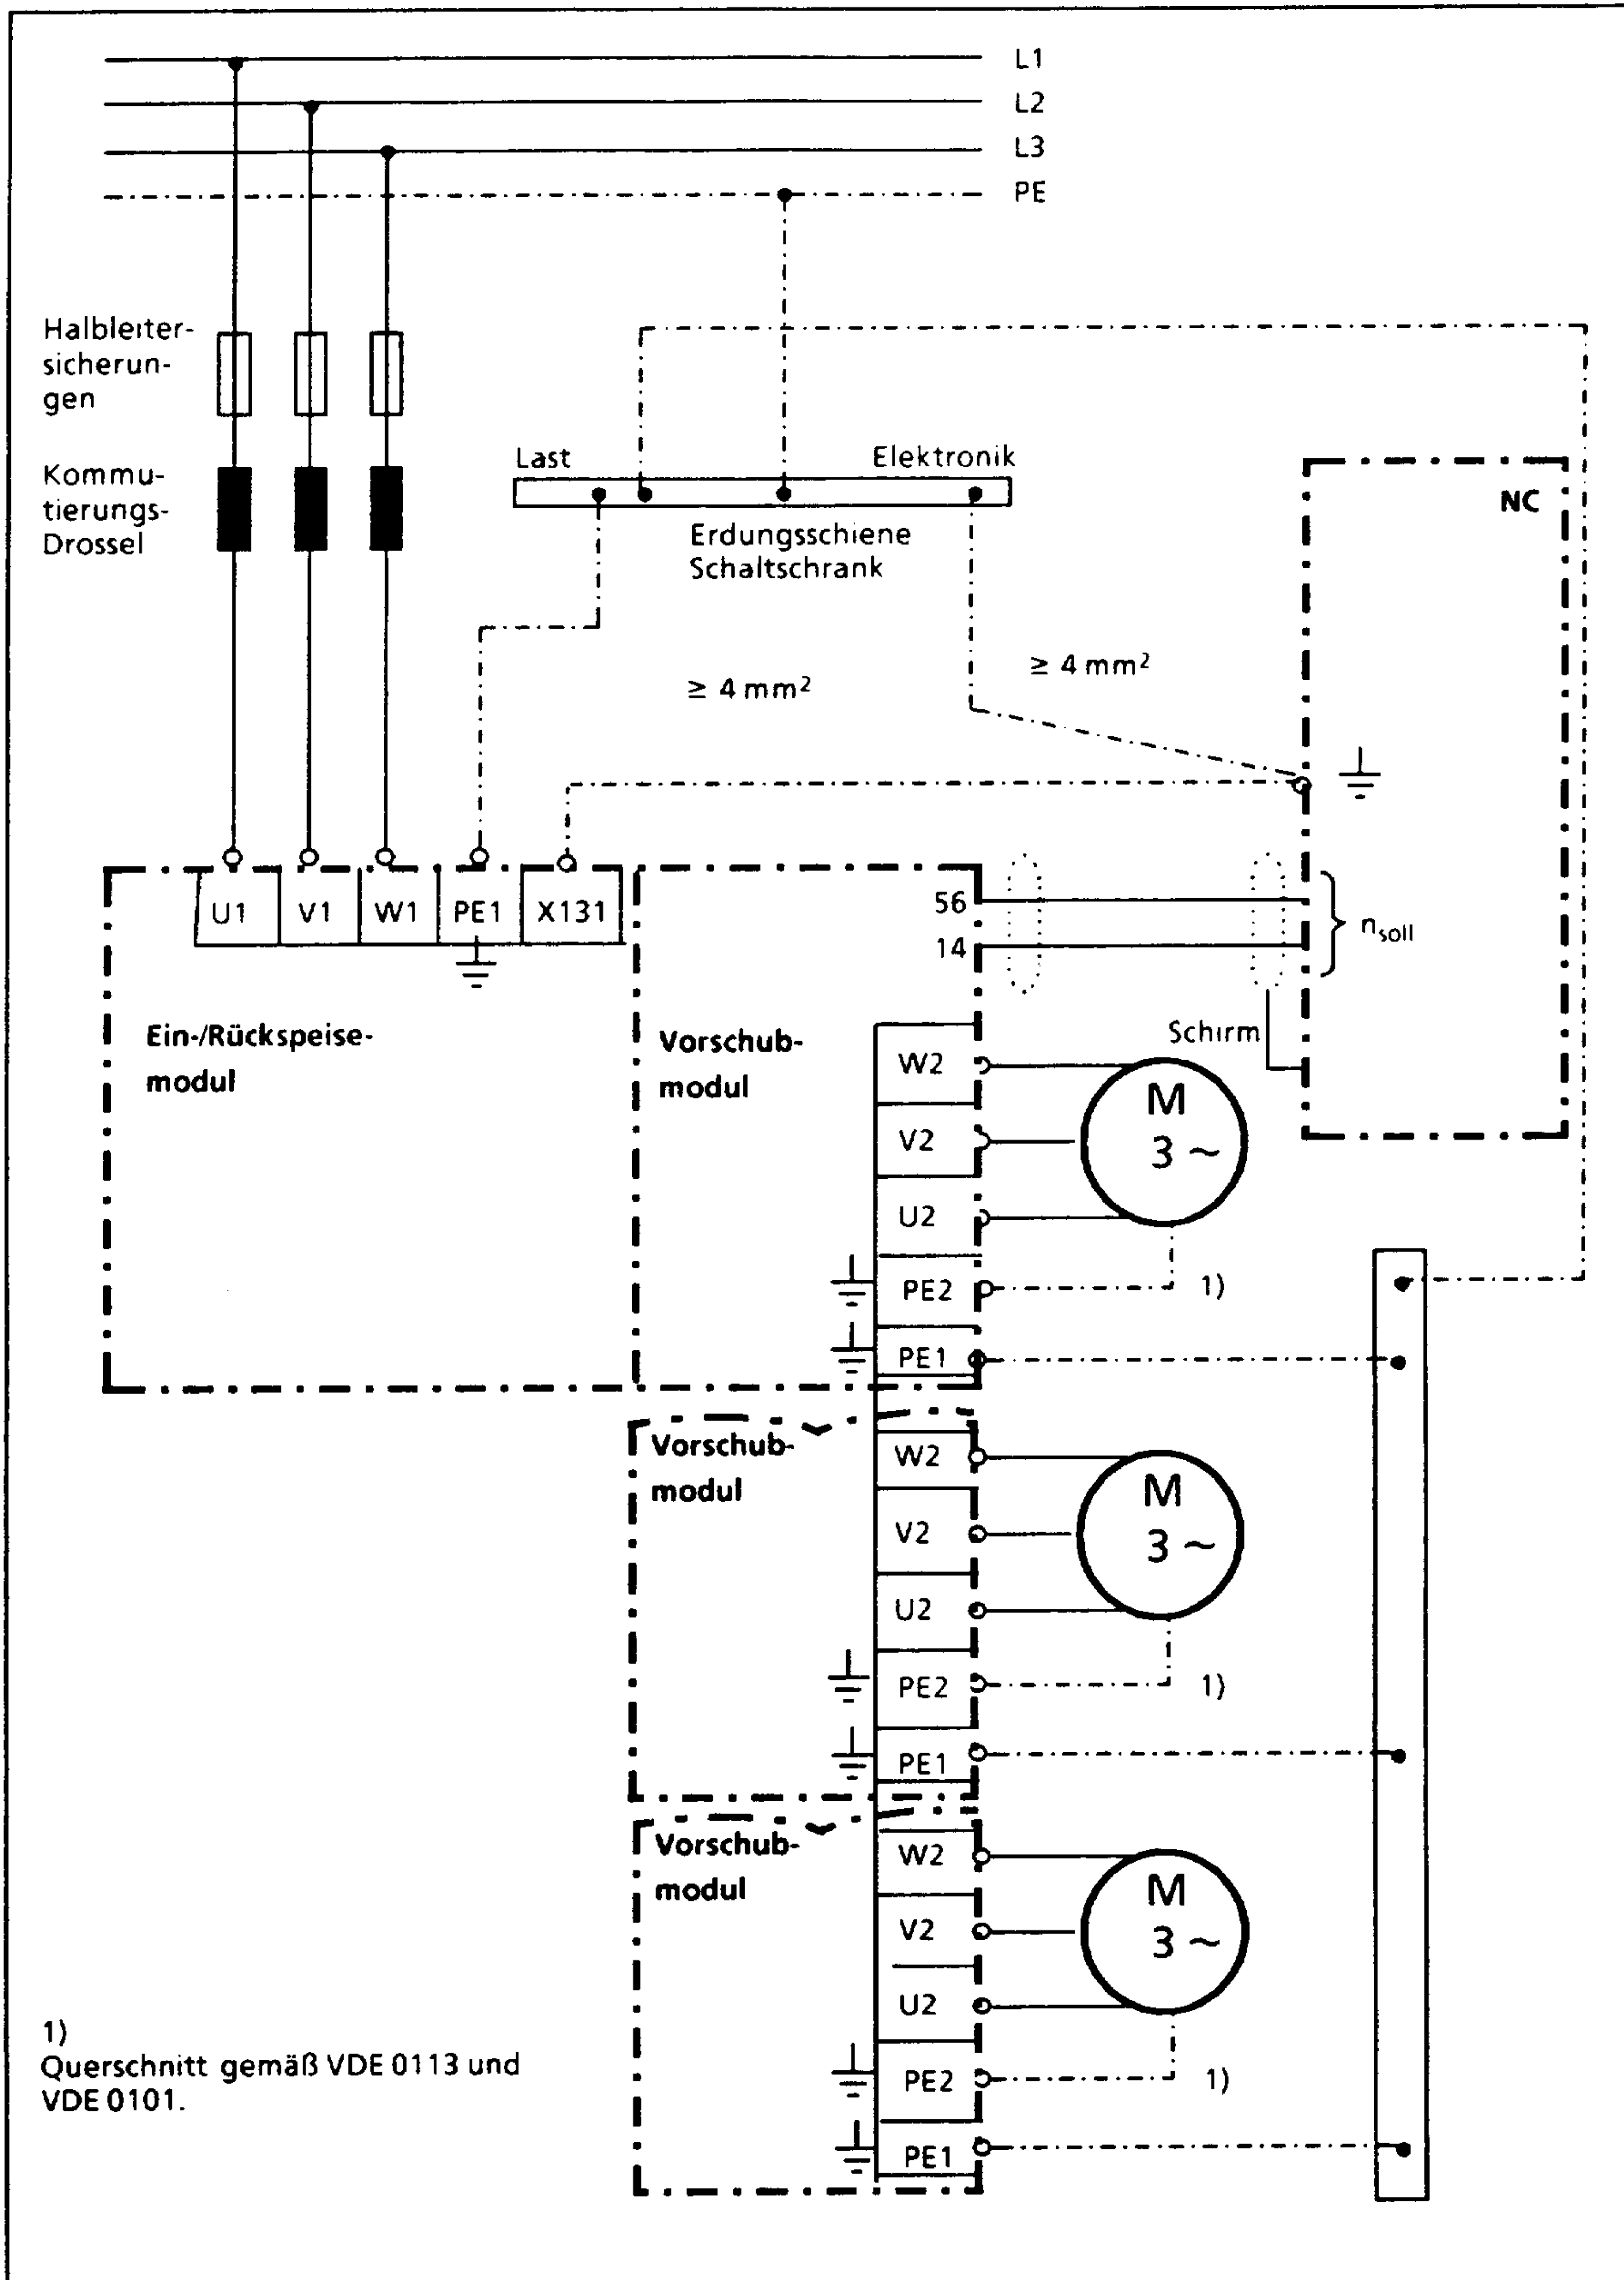 L1
L2
L3
PE
Halbleiter-
sicherun-
gen
Kommu-
tierungs-
Drossel
Last
Elektronik
Erdungsschiene
Schaltschrank
NC
≥ 4 mm²
≥ 4 mm²
U1
V1
W1
PE1
X131
56
14
n_soll
Schirm
Ein-/Rückspeise-
modul
Vorschub-
modul
W2
V2
U2
PE2
PE1
M
3 ~
1)
Vorschub-
modul
W2
V2
U2
PE2
PE1
M
3 ~
1)
Vorschub-
modul
W2
V2
U2
PE2
PE1
M
3 ~
1)
1)
Querschnitt gemäß VDE 0113 und
VDE 0101.